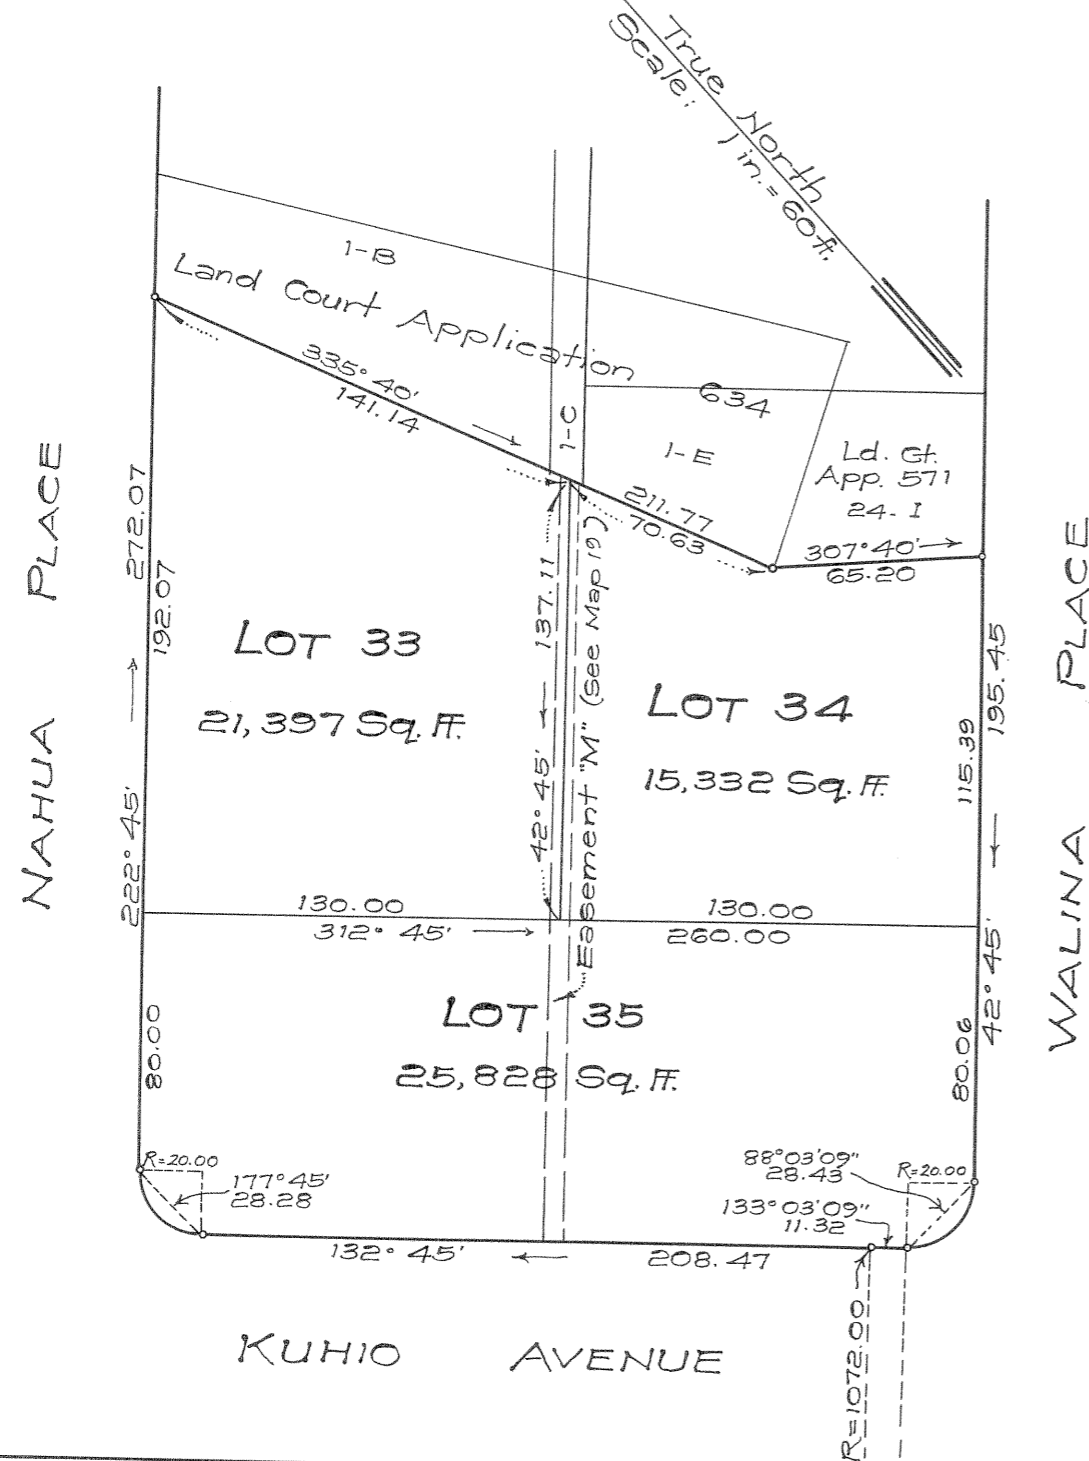 True North
Scale: 1 in. = 60 ft.
1-B
Land Court Application
634
335° 40'
141.14
1-C
1-E
Ld. Ct.
App. 571
24- I
211.77
70.63
307° 40'
65.20
NAHUA PLACE
272.07
192.07
222° 45'
LOT 33
21,397 Sq. Ft.
137.11
42° 45'
Easement "M" (See Map 19)
LOT 34
15,332 Sq. Ft.
195.45
115.39
42° 45'
WALINA PLACE
130.00
312° 45'
130.00
260.00
LOT 35
25,828 Sq. Ft.
80.00
80.06
R=20.00
177° 45'
28.28
88° 03' 09"
28.43
R=20.00
133° 03' 09"
11.32
132° 45'
208.47
R=1072.00
KUHIO AVENUE